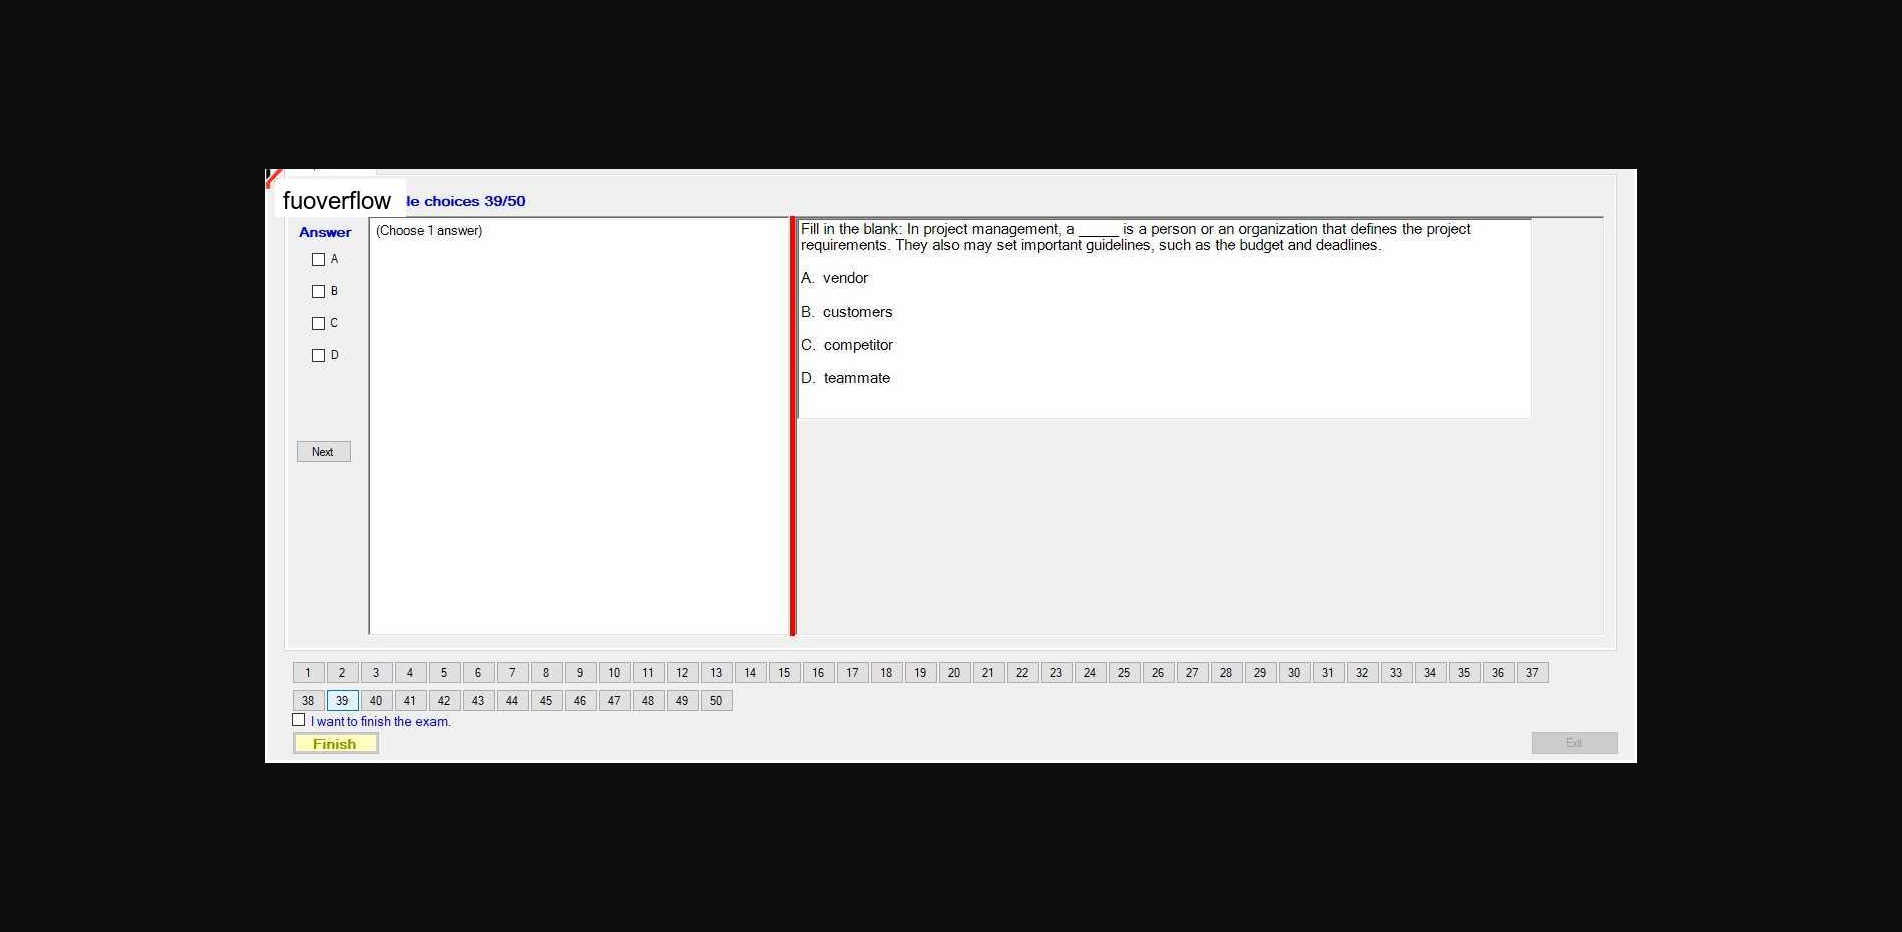 fuoverflow
le choices 39/50
Answer
(Choose 1 answer)
A
B
C
D
Next
Fill in the blank: In project management, a _____ is a person or an organization that defines the project
requirements. They also may set important guidelines, such as the budget and deadlines.
A. vendor
B. customers
C. competitor
D. teammate
1 2 3 4 5 6 7 8 9 10 11 12 13 14 15 16 17 18 19 20 21 22 23 24 25 26 27 28 29 30 31 32 33 34 35 36 37
38 39 40 41 42 43 44 45 46 47 48 49 50
I want to finish the exam.
Finish
Exit